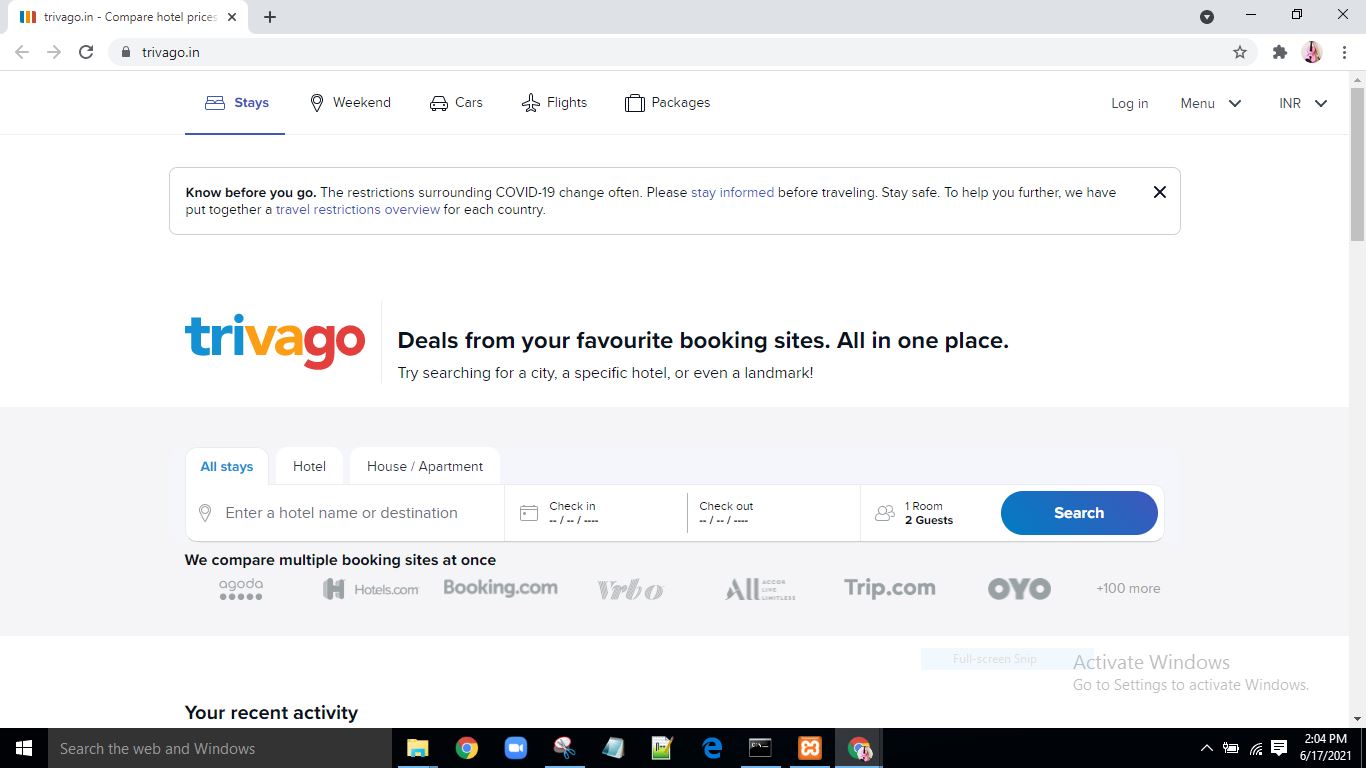 trivago.in - Compare hotel prices
trivago.in
Stays Weekend Cars Flights Packages Log in Menu INR
Know before you go. The restrictions surrounding COVID-19 change often. Please stay informed before traveling. Stay safe. To help you further, we have
put together a travel restrictions overview for each country.
trivago
Deals from your favourite booking sites. All in one place.
Try searching for a city, a specific hotel, or even a landmark!
All stays Hotel House / Apartment
Enter a hotel name or destination
Check in
-- / -- / ----
Check out
-- / -- / ----
1 Room
2 Guests
Search
We compare multiple booking sites at once
agoda Hotels.com Booking.com Vrbo ALL ACCOR LIVE LIMITLESS Trip.com OYO +100 more
Full-screen Snip
Activate Windows
Go to Settings to activate Windows.
Your recent activity
Search the web and Windows
2:04 PM
6/17/2021